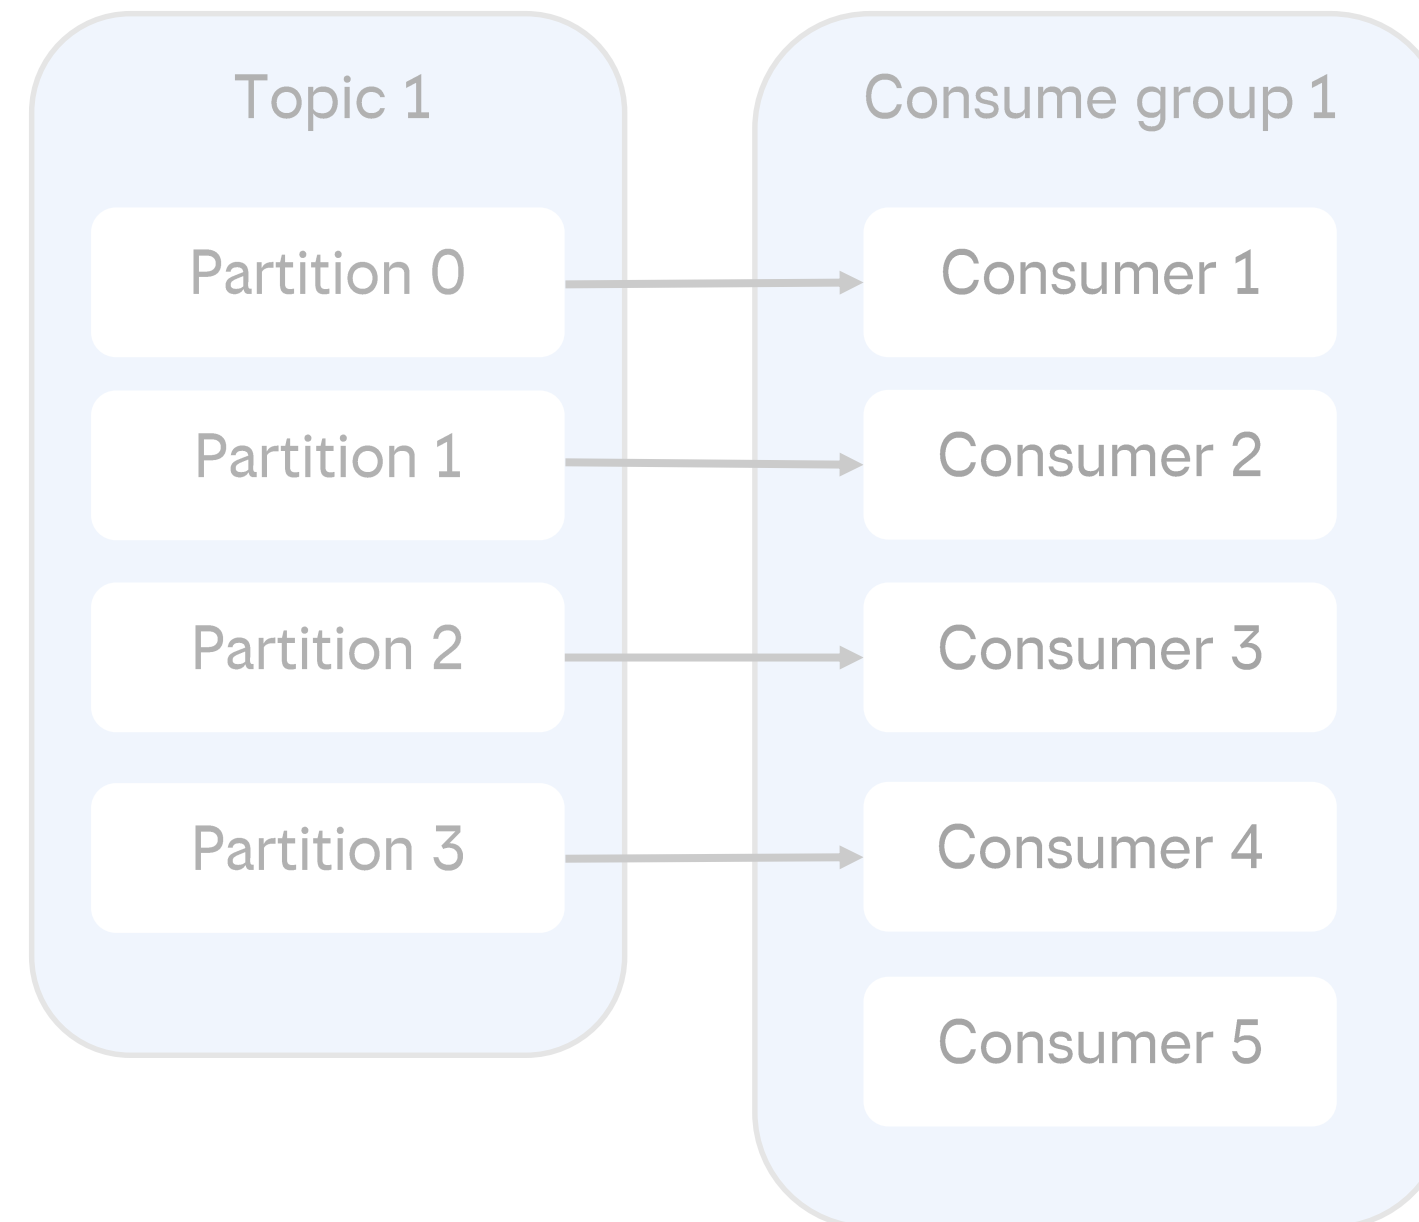 Topic 1
Partition 0
Partition 1
Partition 2
Partition 3
Consume group 1
Consumer 1
Consumer 2
Consumer 3
Consumer 4
Consumer 5